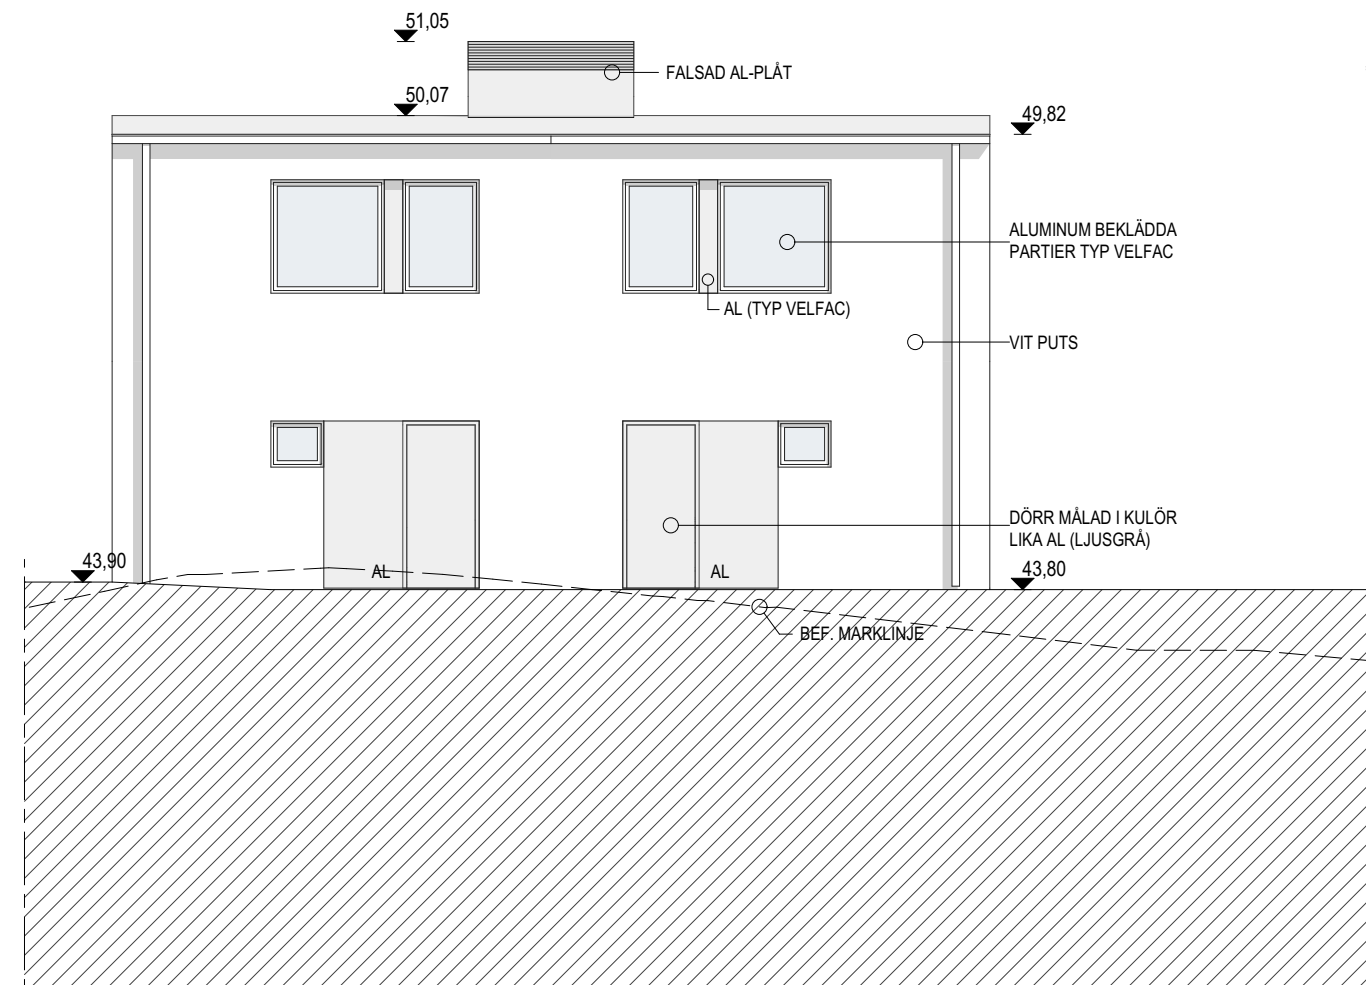 51,05
FALSAD AL-PLÅT
50,07
49,82
ALUMINUM BEKLÄDDA
PARTIER TYP VELFAC
AL (TYP VELFAC)
VIT PUTS
DÖRR MÅLAD I KULÖR
LIKA AL (LJUSGRÅ)
43,90
AL
AL
43,80
BEF. MARKLINJE